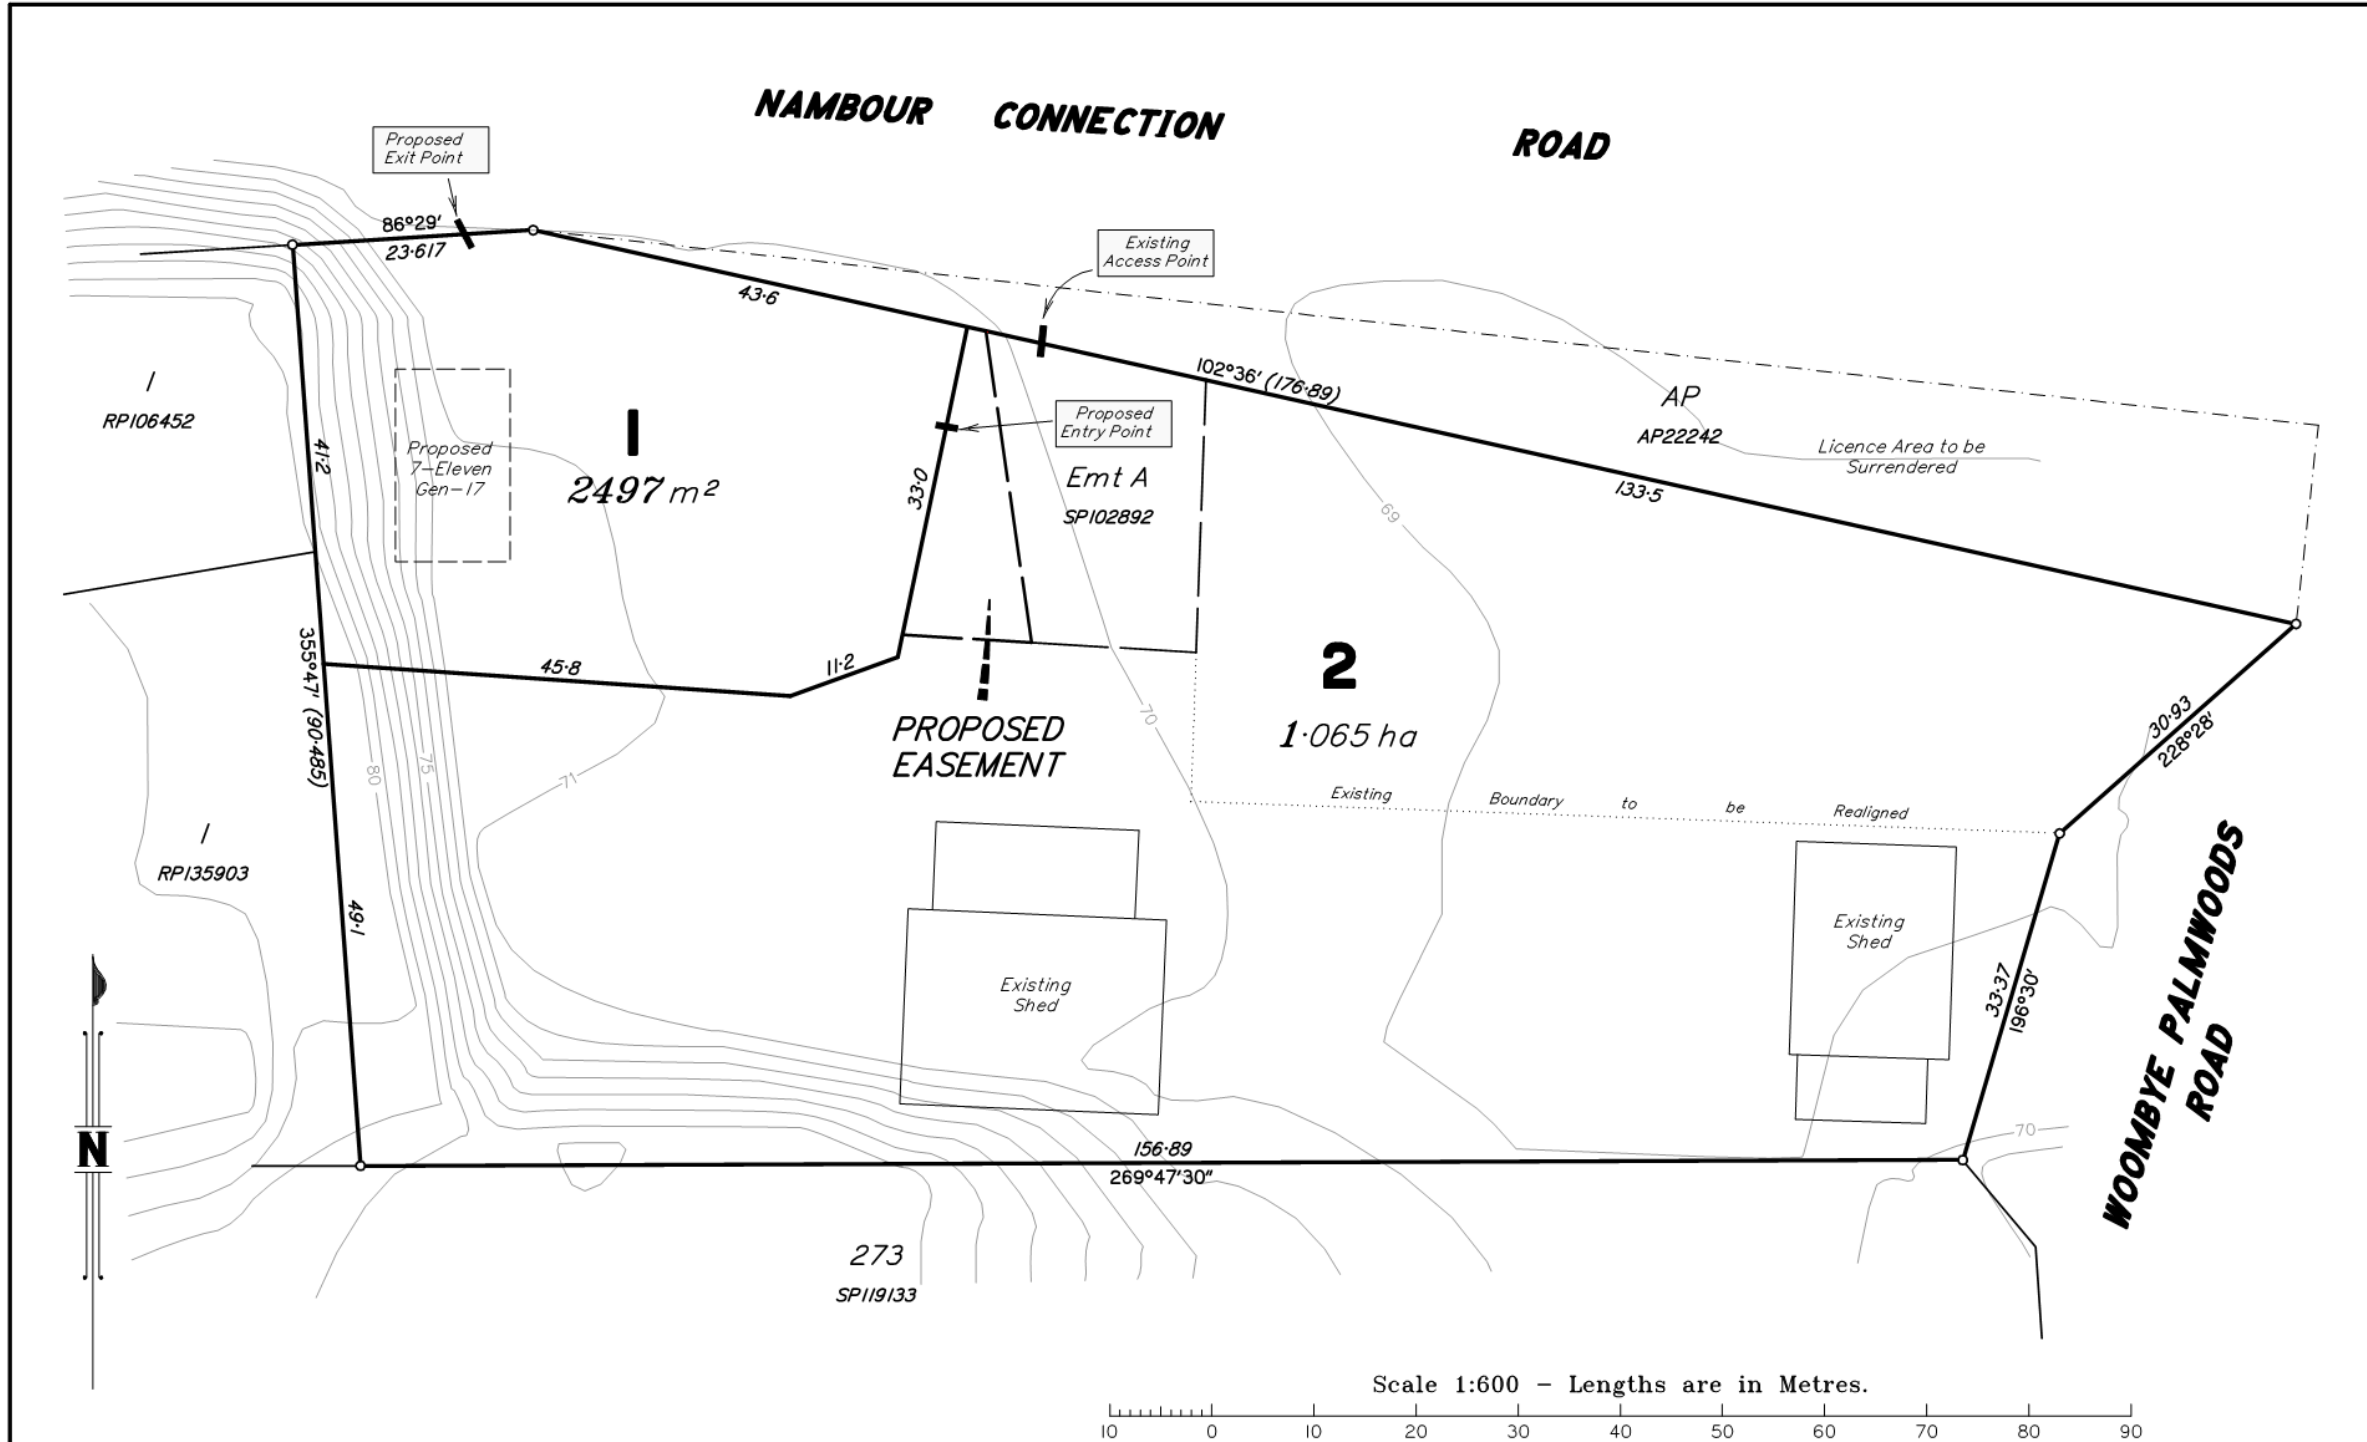 NAMBOUR CONNECTION ROAD
Proposed
Exit Point
86°29'
23·617
Existing
Access Point
43·6
102°36' (176·89)
AP
AP22242
Licence Area to be
Surrendered
133·5
1
RP106452
41·2
Proposed
7-Eleven
Gen-17
1
2497 m²
33·0
Proposed
Entry Point
Emt A
SP102892
69
355°47' (90·485)
45·8
11·2
PROPOSED
EASEMENT
2
1·065 ha
70
30·93
228°28'
80
75
71
Existing Boundary to be Realigned
1
RP135903
49·1
Existing
Shed
Existing
Shed
33·37
196°30'
WOOMBYE PALMWOODS
ROAD
70
156·89
269°47'30"
N
273
SP119133
Scale 1:600 – Lengths are in Metres.
10 0 10 20 30 40 50 60 70 80 90